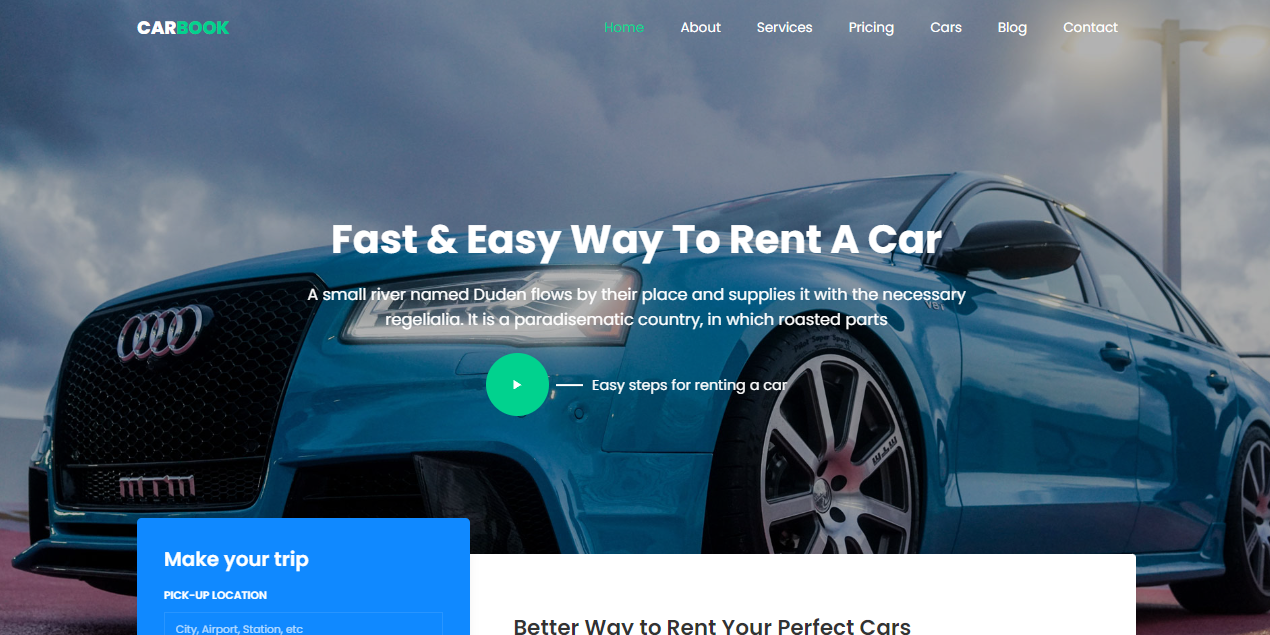 CARBOOK
Home About Services Pricing Cars Blog Contact
Fast & Easy Way To Rent A Car
A small river named Duden flows by their place and supplies it with the necessary
regelialia. It is a paradisematic country, in which roasted parts
Easy steps for renting a car
mtm
Make your trip
PICK-UP LOCATION
City, Airport, Station, etc
Better Way to Rent Your Perfect Cars